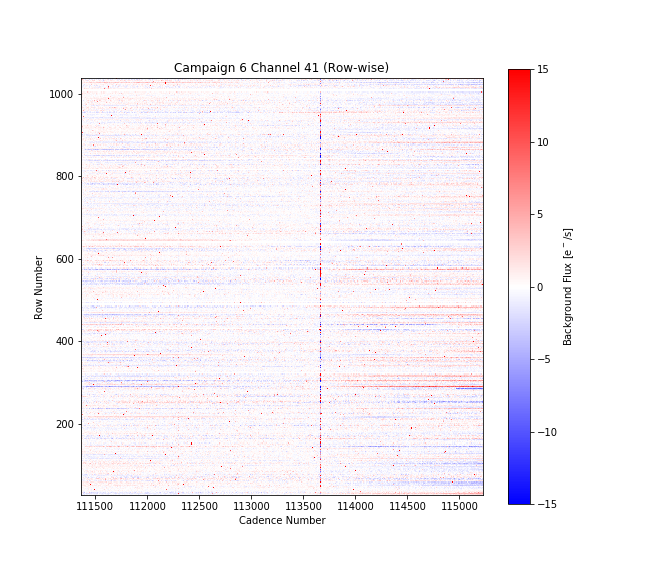 Campaign 6 Channel 41 (Row-wise)
1000
800
600
400
200
Row Number
111500 112000 112500 113000 113500 114000 114500 115000
Cadence Number
15
10
5
0
−5
−10
−15
Background Flux [e⁻/s]